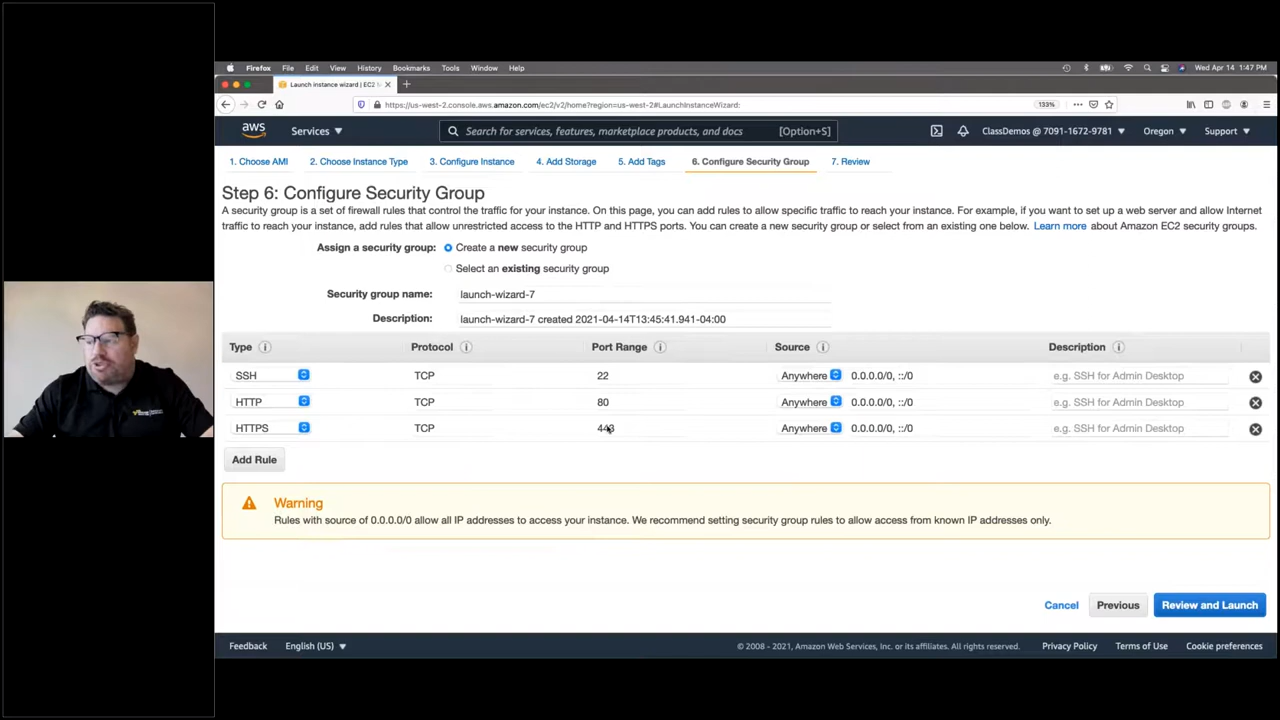 Firefox File Edit View History Bookmarks Tools Window Help Wed Apr 14 1:47 PM
Launch instance wizard | EC2
https://us-west-2.console.aws.amazon.com/ec2/v2/home?region=us-west-2#LaunchInstanceWizard: 133%
aws Services Search for services, features, marketplace products, and docs [Option+S] ClassDemos @ 7091-1672-9781 Oregon Support
1. Choose AMI 2. Choose Instance Type 3. Configure Instance 4. Add Storage 5. Add Tags 6. Configure Security Group 7. Review
Step 6: Configure Security Group
A security group is a set of firewall rules that control the traffic for your instance. On this page, you can add rules to allow specific traffic to reach your instance. For example, if you want to set up a web server and allow Internet
traffic to reach your instance, add rules that allow unrestricted access to the HTTP and HTTPS ports. You can create a new security group or select from an existing one below. Learn more about Amazon EC2 security groups.
Assign a security group: Create a new security group
Select an existing security group
Security group name: launch-wizard-7
Description: launch-wizard-7 created 2021-04-14T13:45:41.941-04:00
Type Protocol Port Range Source Description
SSH TCP 22 Anywhere 0.0.0.0/0, ::/0 e.g. SSH for Admin Desktop
HTTP TCP 80 Anywhere 0.0.0.0/0, ::/0 e.g. SSH for Admin Desktop
HTTPS TCP 443 Anywhere 0.0.0.0/0, ::/0 e.g. SSH for Admin Desktop
Add Rule
Warning
Rules with source of 0.0.0.0/0 allow all IP addresses to access your instance. We recommend setting security group rules to allow access from known IP addresses only.
Cancel Previous Review and Launch
Feedback English (US) © 2008 - 2021, Amazon Web Services, Inc. or its affiliates. All rights reserved. Privacy Policy Terms of Use Cookie preferences